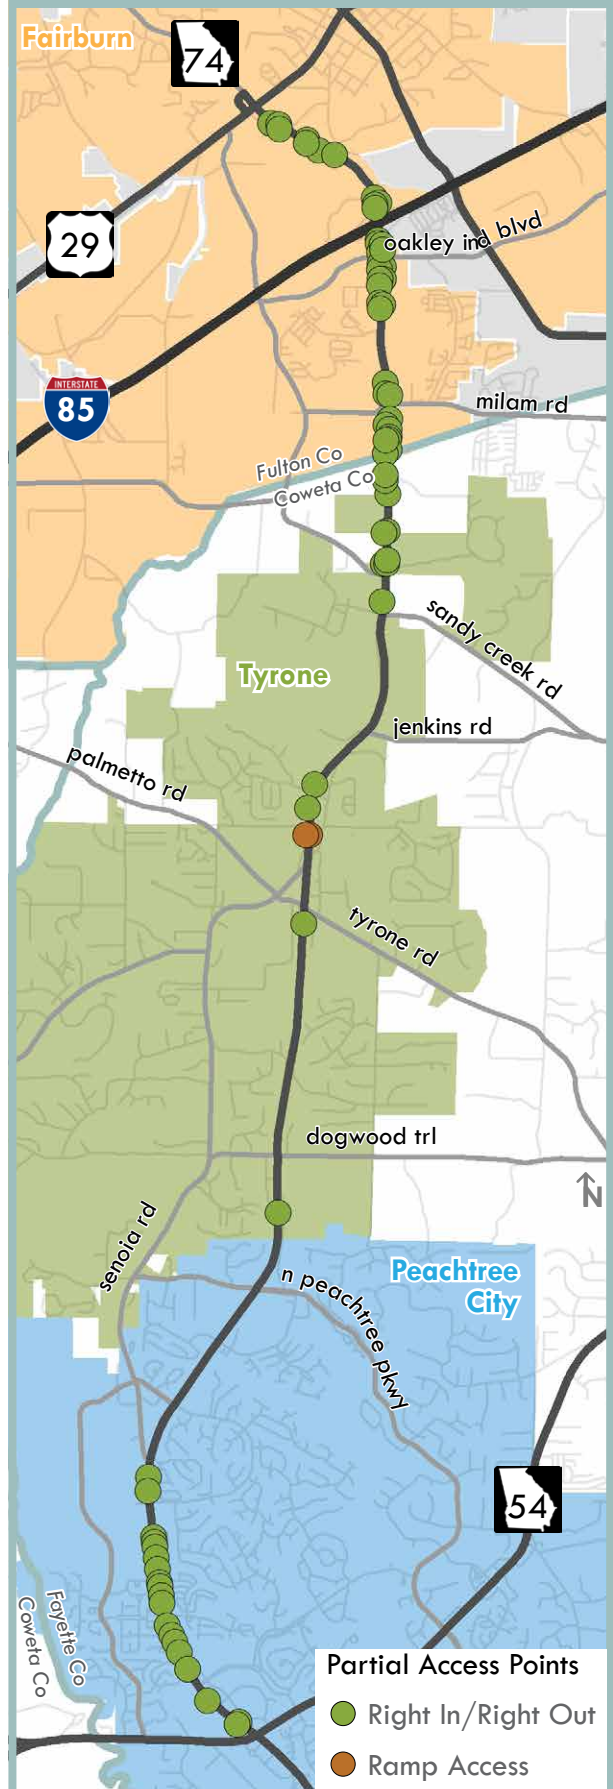 Fairburn
74
29
oakley ind blvd
INTERSTATE
85
milam rd
Fulton Co
Coweta Co
sandy creek rd
Tyrone
jenkins rd
palmetto rd
tyrone rd
dogwood trl
N
senoia rd
Peachtree
City
n peachtree pkwy
54
Fayette Co
Coweta Co
Partial Access Points
Right In/Right Out
Ramp Access